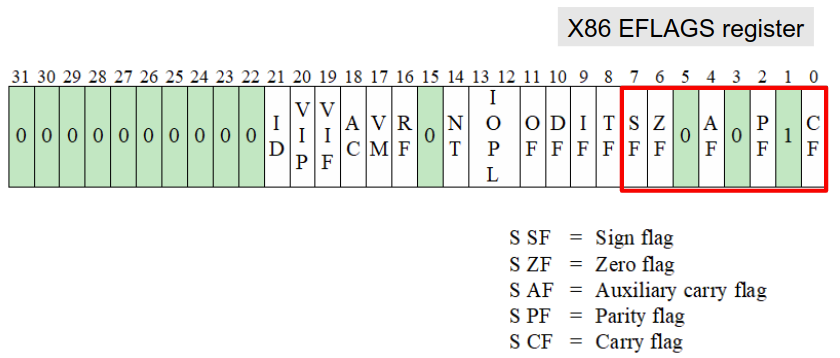 X86 EFLAGS register
31 30 29 28 27 26 25 24 23 22 21 20 19 18 17 16 15 14 13 12 11 10 9 8 7 6 5 4 3 2 1 0
0 0 0 0 0 0 0 0 0 0 ID VIP VIF AC VM RF 0 NT IOPL OF DF IF TF SF ZF 0 AF 0 PF 1 CF
S SF = Sign flag
S ZF = Zero flag
S AF = Auxiliary carry flag
S PF = Parity flag
S CF = Carry flag